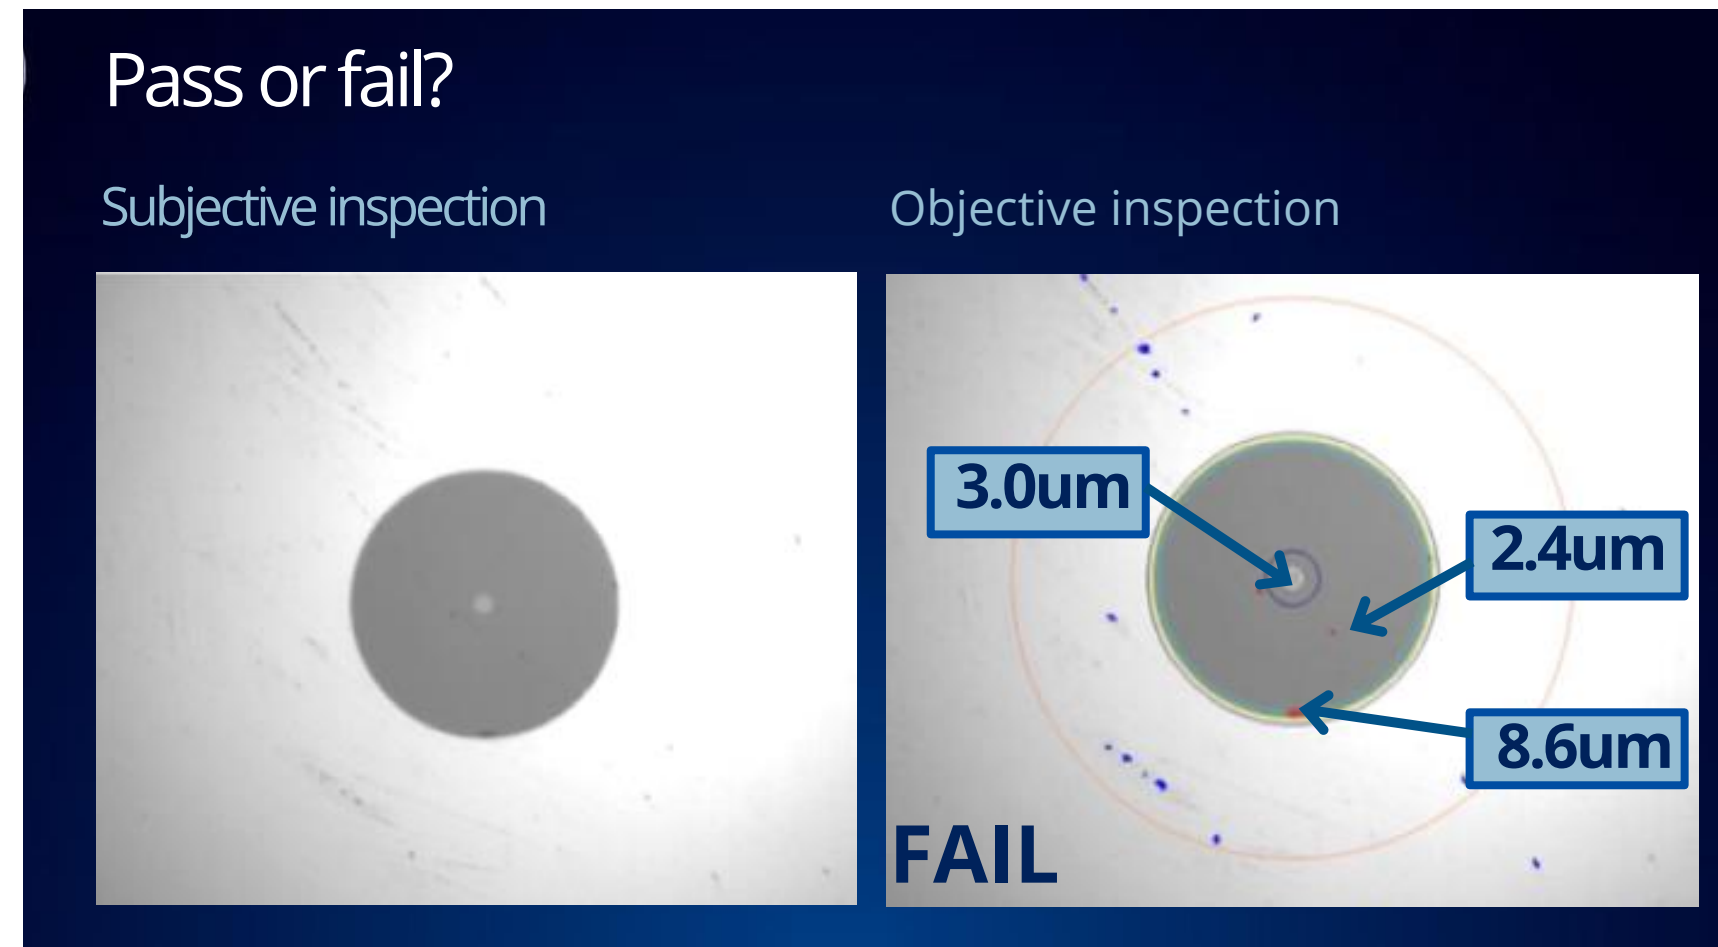 Pass or fail?
Subjective inspection
Objective inspection
3.0um
2.4um
8.6um
FAIL